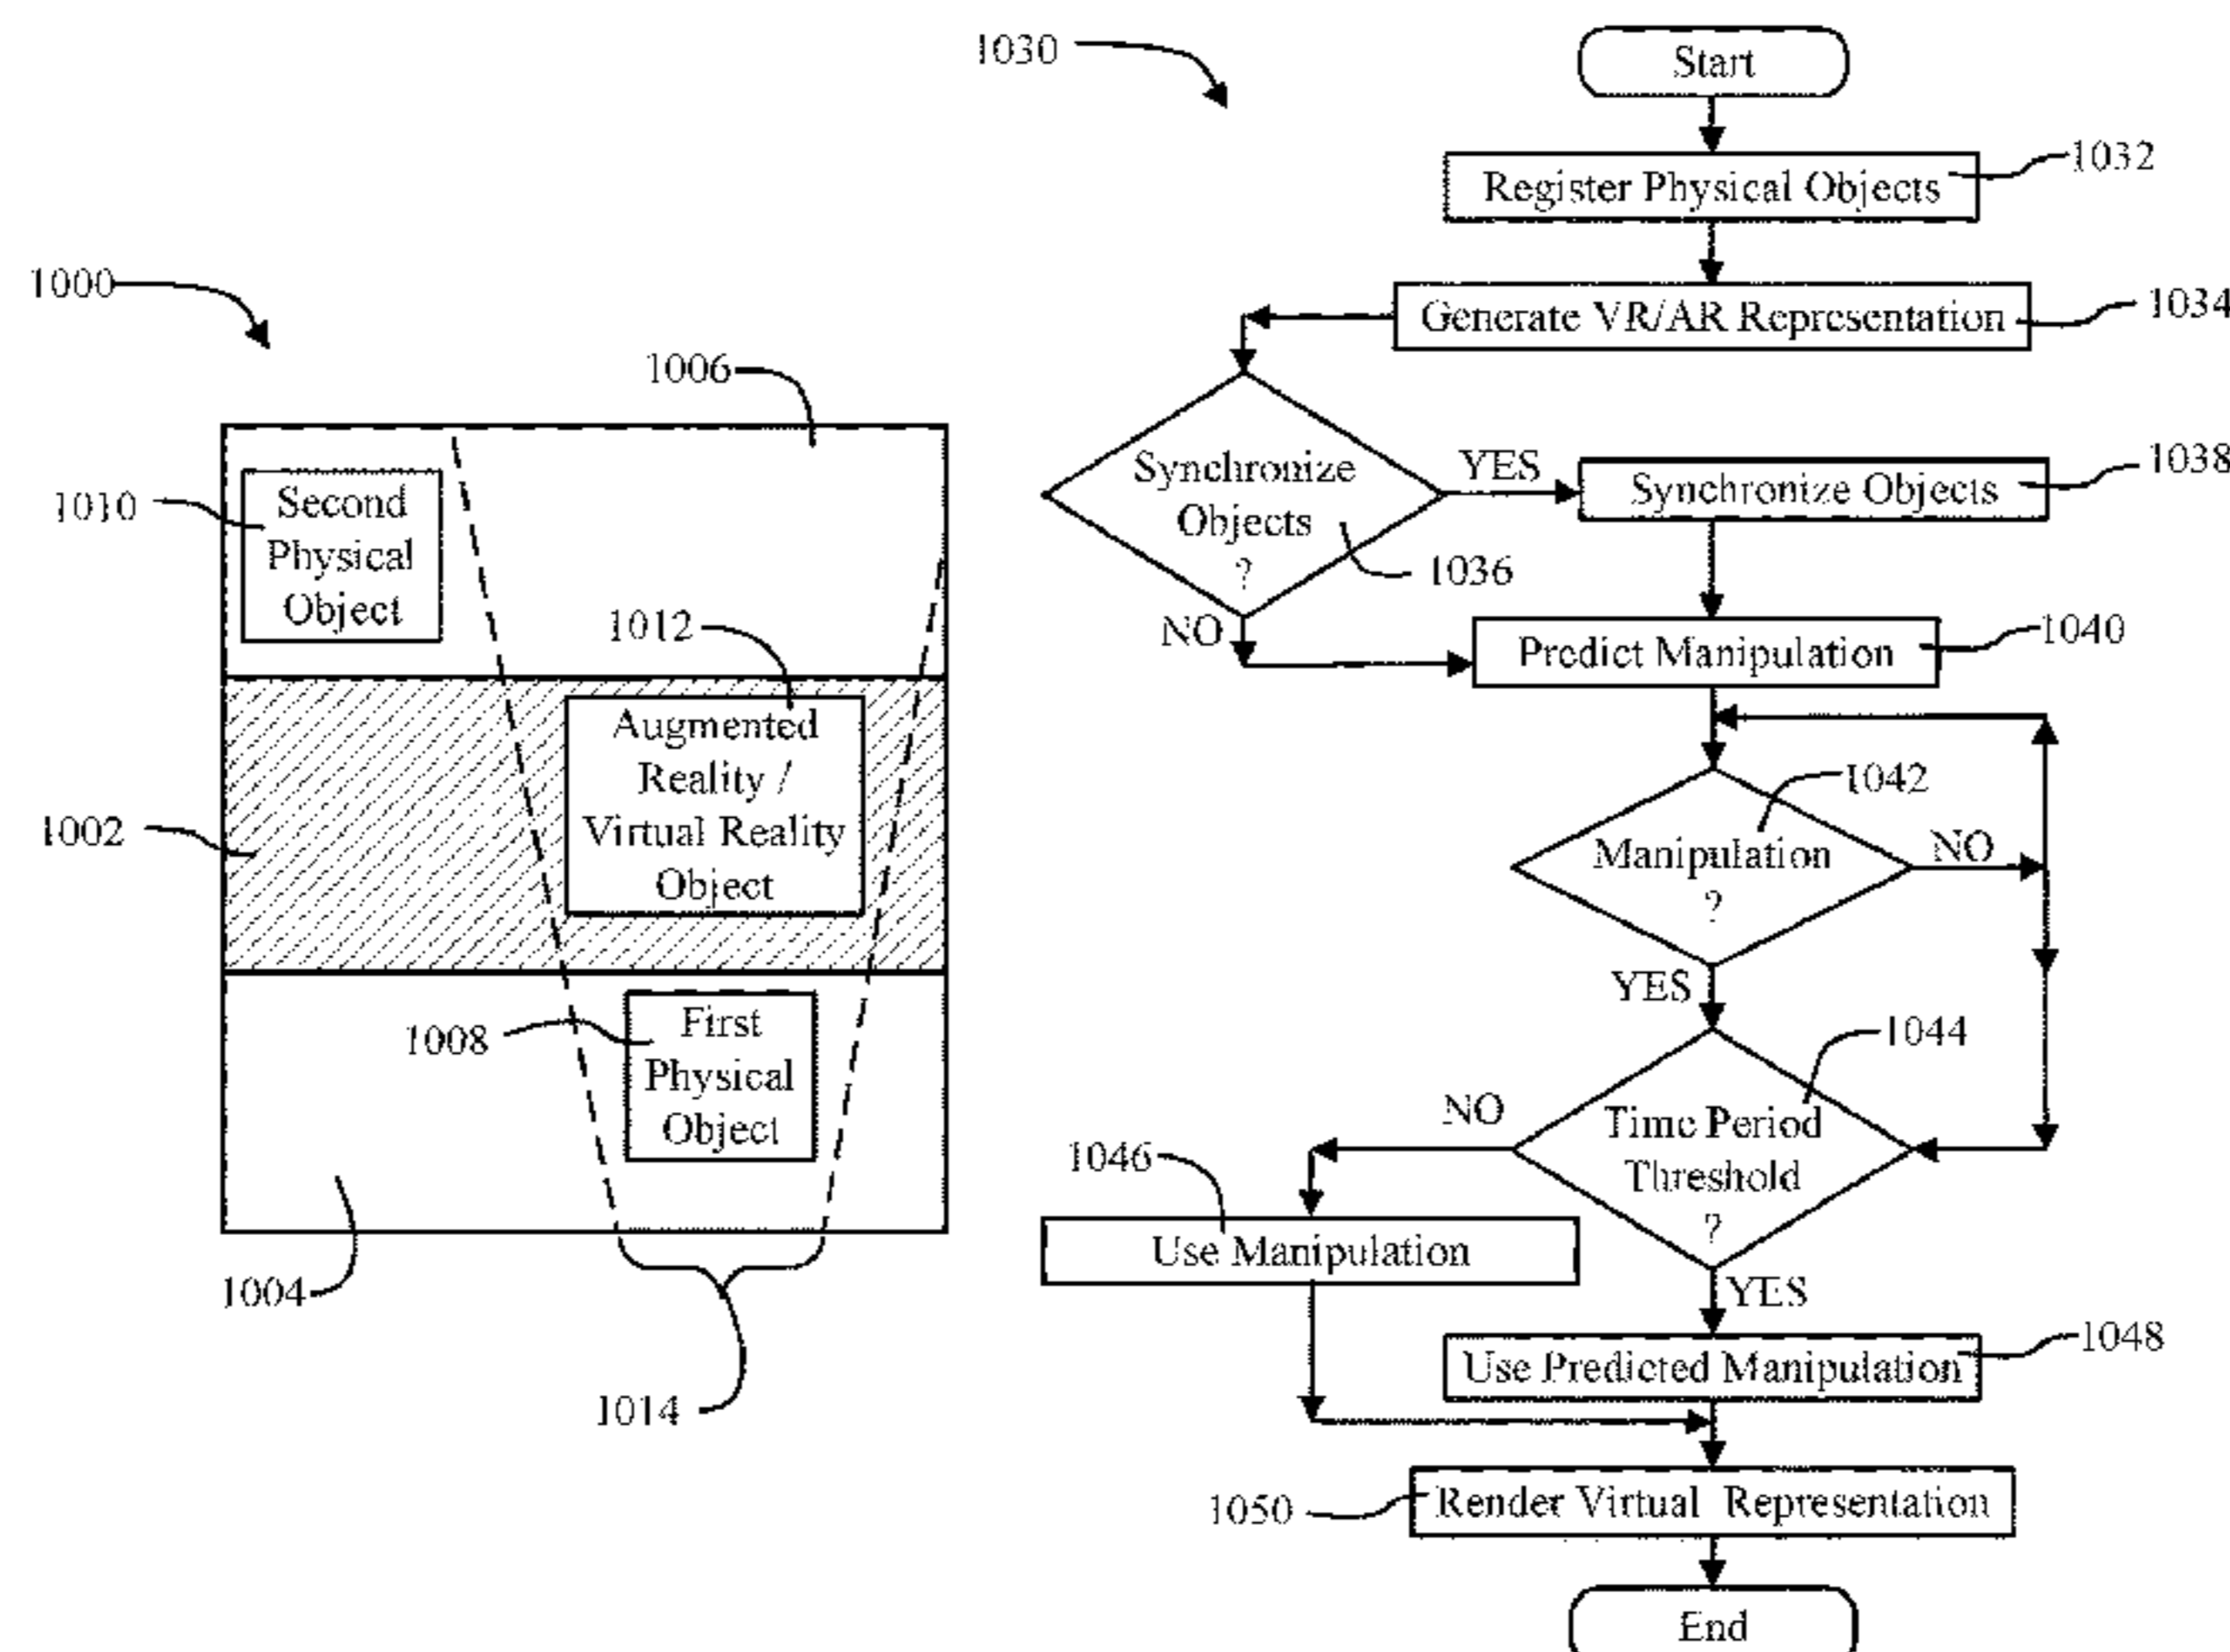 1000
1006
1010
Second
Physical
Object
1012
Augmented
Reality /
Virtual Reality
Object
1002
1008
First
Physical
Object
1004
1014
1030
Start
Register Physical Objects
1032
Generate VR/AR Representation
1034
Synchronize
Objects
?
1036
YES
Synchronize Objects
1038
NO
Predict Manipulation
1040
Manipulation
?
1042
NO
YES
Time Period
Threshold
?
1044
NO
1046
Use Manipulation
YES
Use Predicted Manipulation
1048
1050
Render Virtual Representation
End